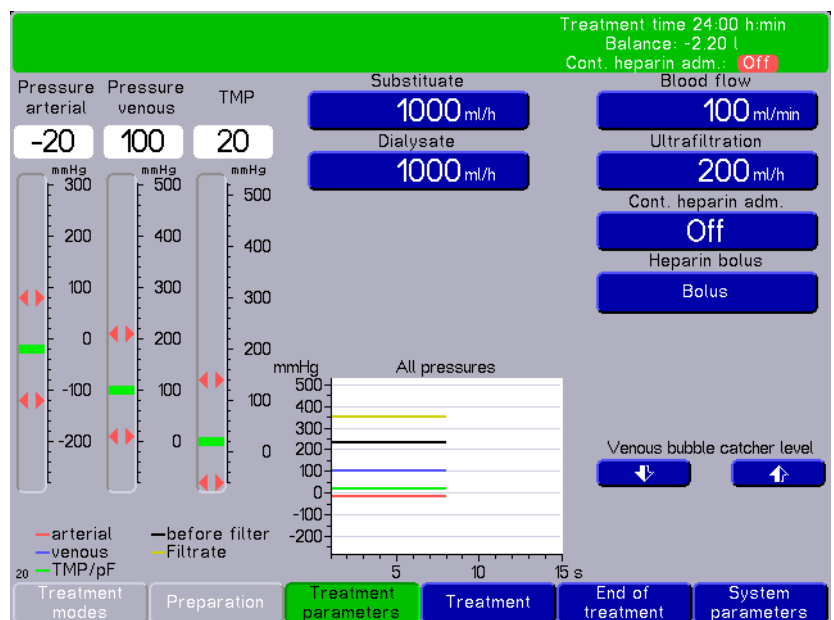 Treatment time 24:00 h:min
Balance: -2.20 l
Cont. heparin adm.: Off
Pressure arterial
Pressure venous
TMP
-20
100
20
mmHg
300
200
100
0
-100
-200
mmHg
500
400
300
200
100
0
mmHg
500
400
300
200
100
0
Substituate
1000 ml/h
Dialysate
1000 ml/h
Blood flow
100 ml/min
Ultrafiltration
200 ml/h
Cont. heparin adm.
Off
Heparin bolus
Bolus
mmHg
All pressures
500
400
300
200
100
0
-100
-200
5 10 15 s
Venous bubble catcher level
arterial
venous
TMP/pF
before filter
Filtrate
20
Treatment modes
Preparation
Treatment parameters
Treatment
End of treatment
System parameters